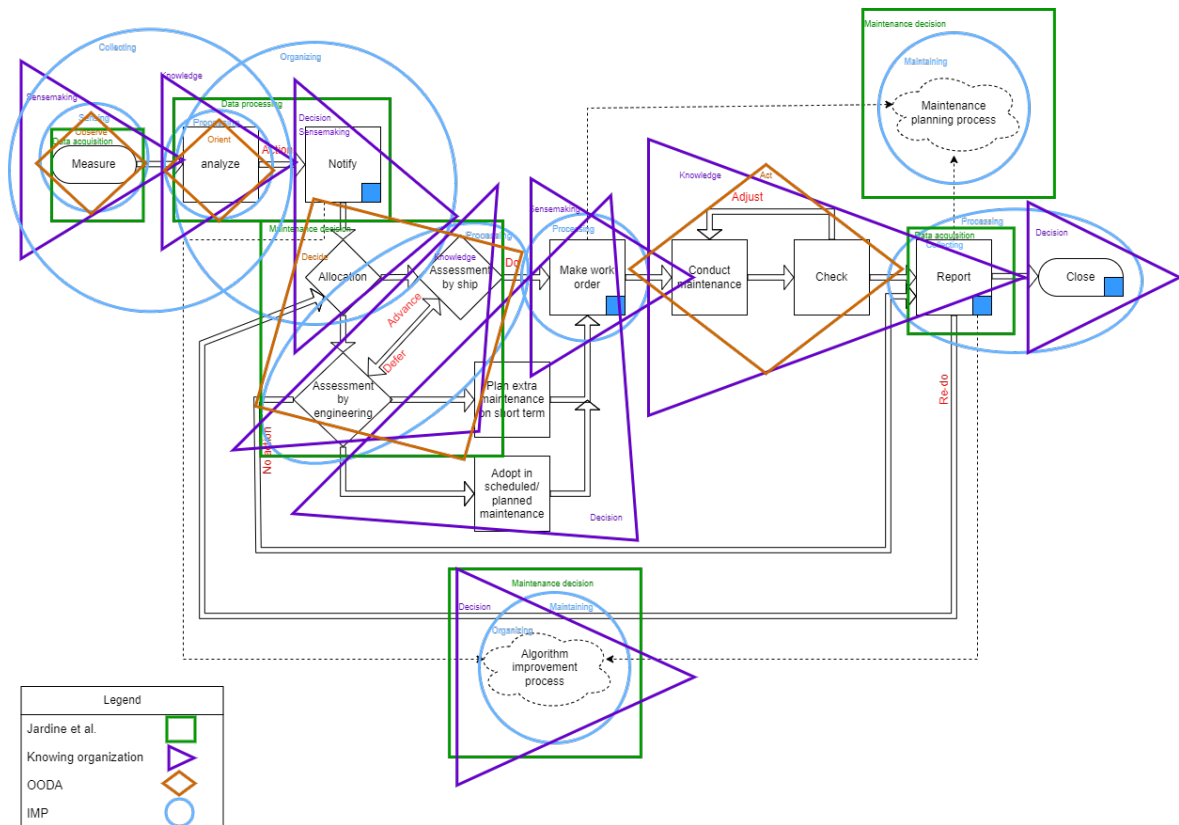 Maintenance decision
Collecting
Organizing
Maintaining
Knowledge
Sensemaking
Data processing
Maintenance
planning process
Sensing
Processing
Decision
Observe
Sensemaking
Data acquisition
Orient
Action
Measure
analyze
Notify
Knowledge
Act
Adjust
Sensemaking
Processing
Processing
Processing
Maintenance decision
Data acquisition
Decision
Collecting
Decide
Knowledge
Do
Allocation
Assessment
by ship
Make work
order
Conduct
maintenance
Check
Report
Close
Advance
Defer
Assessment
by
engineering
Plan extra
maintenance
on short term
Re-do
No action
Adopt in
scheduled/
planned
maintenance
Decision
Maintenance decision
Decision
Maintaining
Organizing
Algorithm
improvement
process
Legend
Jardine et al.
Knowing organization
OODA
IMP